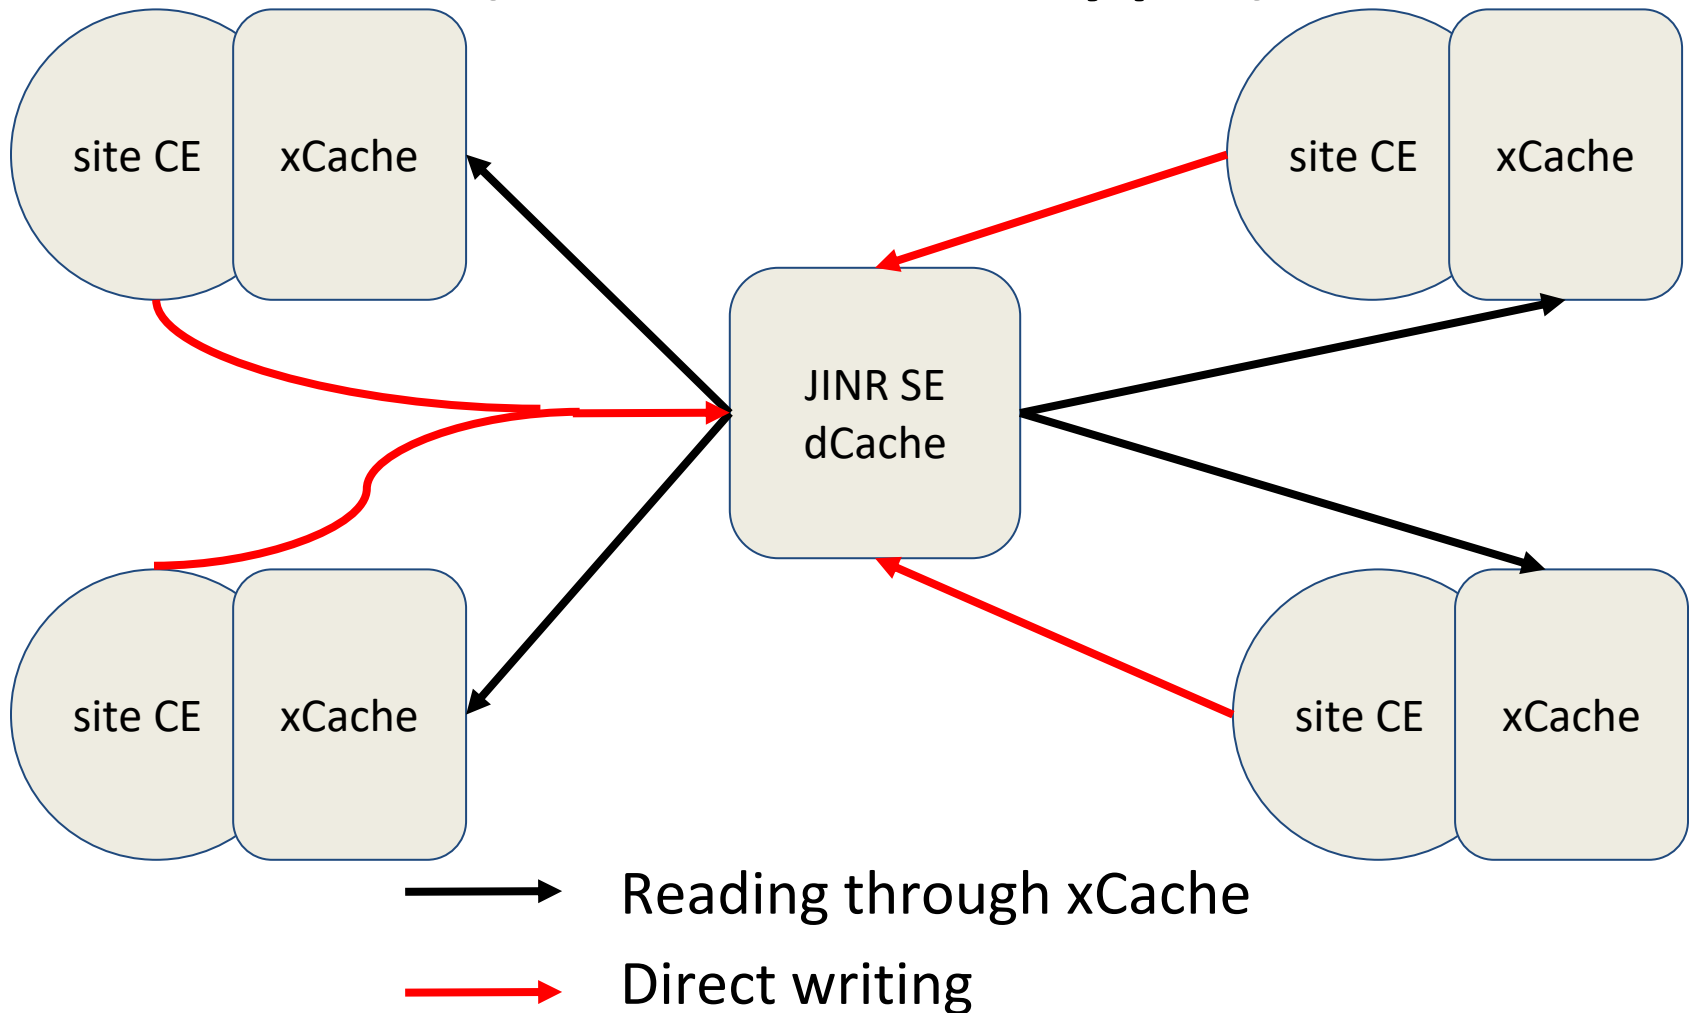 site CE
xCache
site CE
xCache
JINR SE
dCache
site CE
xCache
site CE
xCache
Reading through xCache
Direct writing